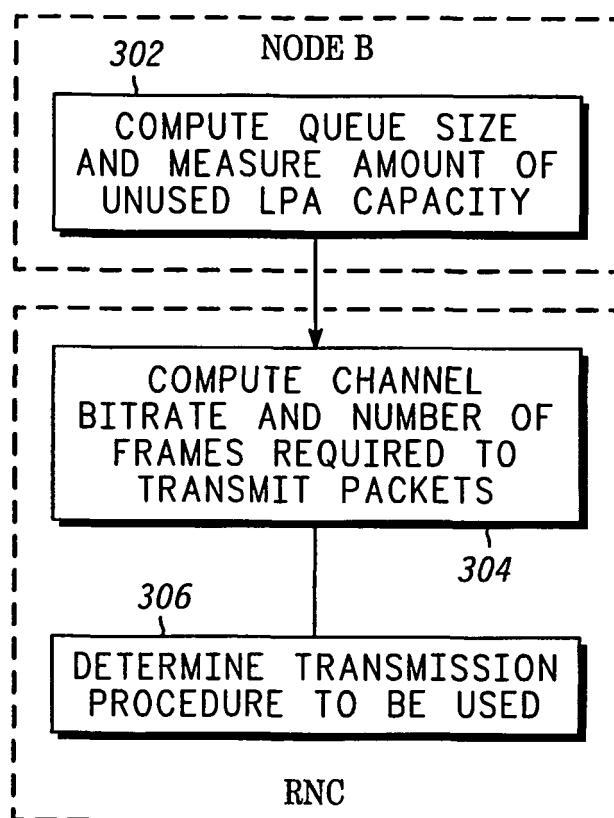 302
NODE B
COMPUTE QUEUE SIZE
AND MEASURE AMOUNT OF
UNUSED LPA CAPACITY
COMPUTE CHANNEL
BITRATE AND NUMBER OF
FRAMES REQUIRED TO
TRANSMIT PACKETS
304
306
DETERMINE TRANSMISSION
PROCEDURE TO BE USED
RNC